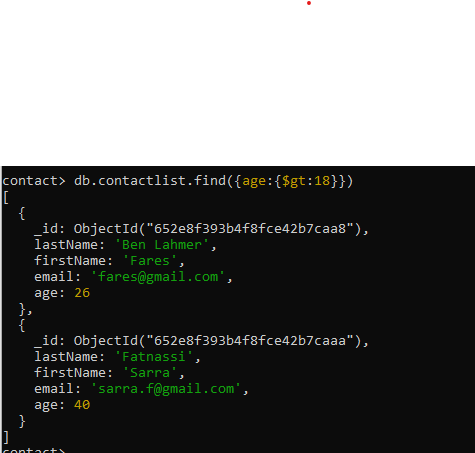 contact> db.contactlist.find({age:{$gt:18}})
[
  {
    _id: ObjectId("652e8f393b4f8fce42b7caa8"),
    lastName: 'Ben Lahmer',
    firstName: 'Fares',
    email: 'fares@gmail.com',
    age: 26
  },
  {
    _id: ObjectId("652e8f393b4f8fce42b7caaa"),
    lastName: 'Fatnassi',
    firstName: 'Sarra',
    email: 'sarra.f@gmail.com',
    age: 40
  }
]
contact>